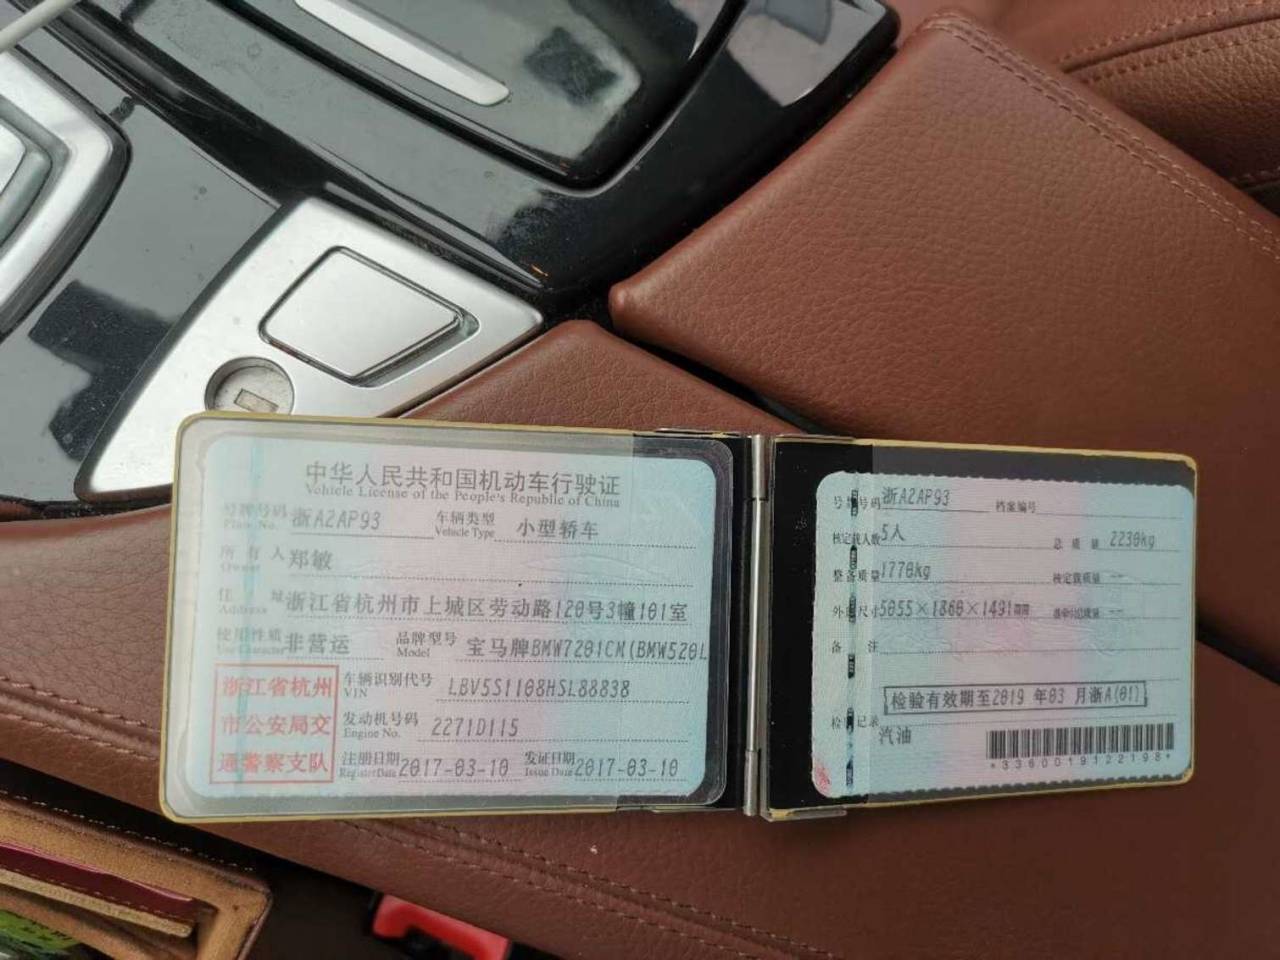 中华人民共和国机动车行驶证
Vehicle License of the People's Republic of China
号牌号码 浙A2AP93 车辆类型 小型轿车
Plate No. Vehicle Type
所有人 郑敏
Owner
住址 浙江省杭州市上城区劳动路120号3幢101室
Address
使用性质 非营运 品牌型号 宝马牌BMW7201CM(BMW520L
Use Character Model
浙江省杭州
市公安局交
通警察支队
车辆识别代号 LBV5S1108HSL88838
VIN
发动机号码 2271D115
Engine No.
注册日期 2017-03-10 发证日期 2017-03-10
Register Date Issue Date
号牌号码 浙A2AP93 档案编号
核定载人数 5人 总质量 2230kg
整备质量 1770kg 核定载质量 --
外廓尺寸 5055×1868×1491 --
备注
检验有效期至2019 年03 月浙A(01)
检验记录
汽油
*3360019122198*